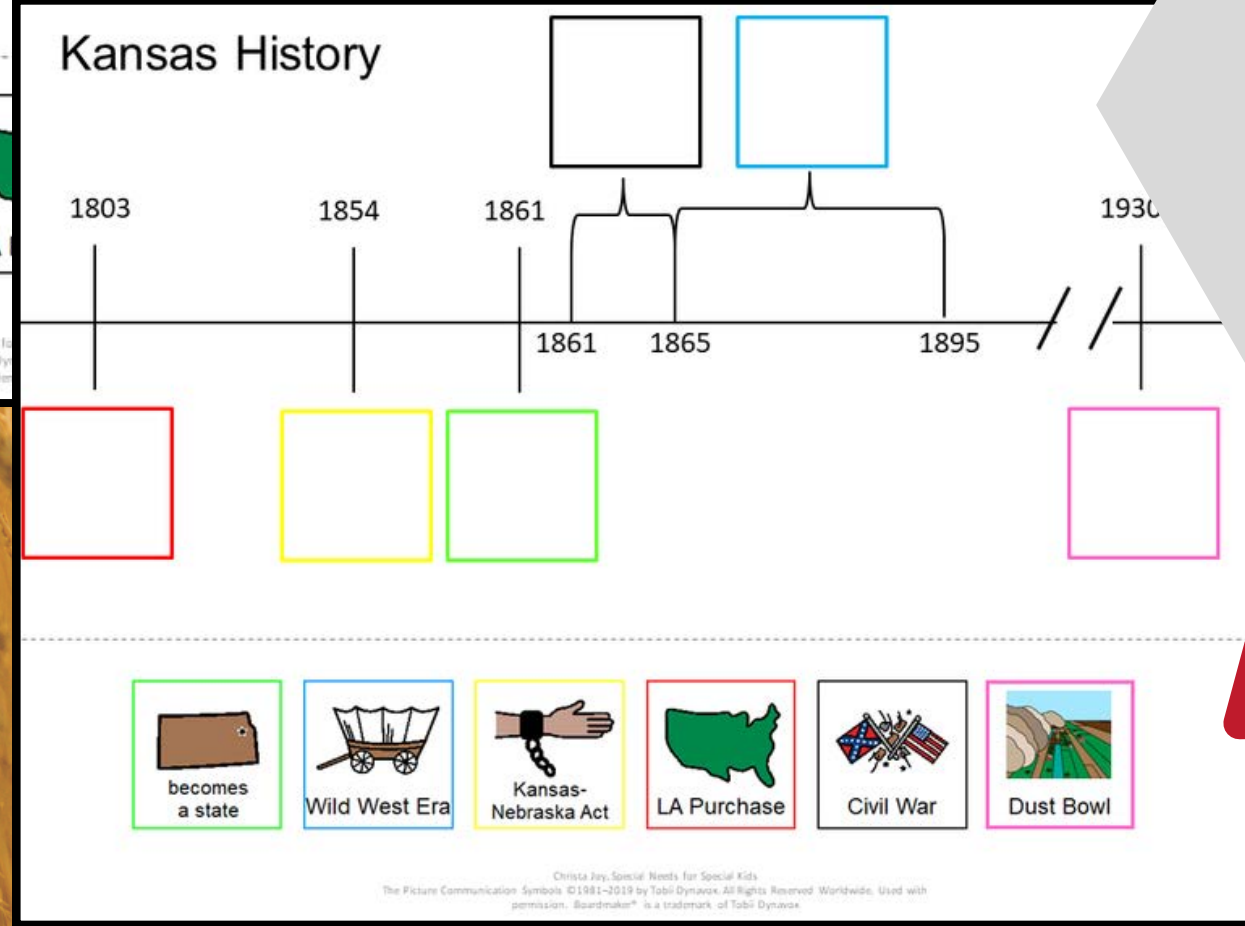 Kansas History
1803
1854
1861
1930
1861
1865
1895
becomes
a state
Wild West Era
Kansas-
Nebraska Act
LA Purchase
Civil War
Dust Bowl
Christa Joy, Special Needs for Special Kids
The Picture Communication Symbols ©1981–2019 by Tobii Dynavox. All Rights Reserved Worldwide. Used with
permission. Boardmaker® is a trademark of Tobii Dynavox